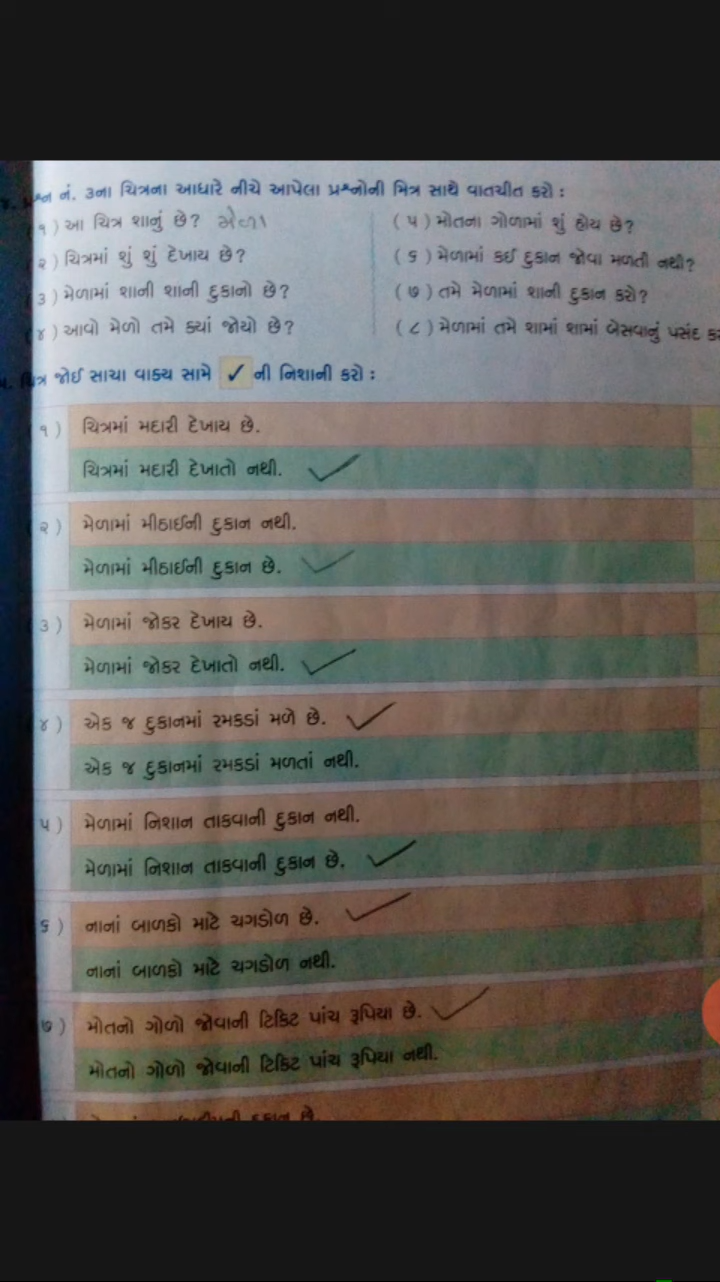 ૪. પ્રશ્ન નં. ૩ના ચિત્રના આધારે નીચે આપેલા પ્રશ્નોની મિત્ર સાથે વાતચીત કરો :
(૧) આ ચિત્ર શાનું છે? મેળા
(૨) ચિત્રમાં શું શું દેખાય છે?
(૩) મેળામાં શાની શાની દુકાનો છે?
(૪) આવો મેળો તમે ક્યાં જોયો છે?
(૫) મોતના ગોળામાં શું હોય છે?
(૬) મેળામાં કઈ દુકાન જોવા મળતી નથી?
(૭) તમે મેળામાં શાની દુકાન કરો?
(૮) મેળામાં તમે શામાં શામાં બેસવાનું પસંદ
૫. ચિત્ર જોઈ સાચા વાક્ય સામે ✓ ની નિશાની કરો :
૧) ચિત્રમાં મદારી દેખાય છે.
ચિત્રમાં મદારી દેખાતો નથી. ✓
૨) મેળામાં મીઠાઈની દુકાન નથી.
મેળામાં મીઠાઈની દુકાન છે. ✓
૩) મેળામાં જોકર દેખાય છે.
મેળામાં જોકર દેખાતો નથી. ✓
૪) એક જ દુકાનમાં રમકડાં મળે છે. ✓
એક જ દુકાનમાં રમકડાં મળતાં નથી.
૫) મેળામાં નિશાન તાકવાની દુકાન નથી.
મેળામાં નિશાન તાકવાની દુકાન છે. ✓
૬) નાનાં બાળકો માટે ચગડોળ છે. ✓
નાનાં બાળકો માટે ચગડોળ નથી.
૭) મોતનો ગોળો જોવાની ટિકિટ પાંચ રૂપિયા છે. ✓
મોતનો ગોળો જોવાની ટિકિટ પાંચ રૂપિયા નથી.
દુકાન છે.